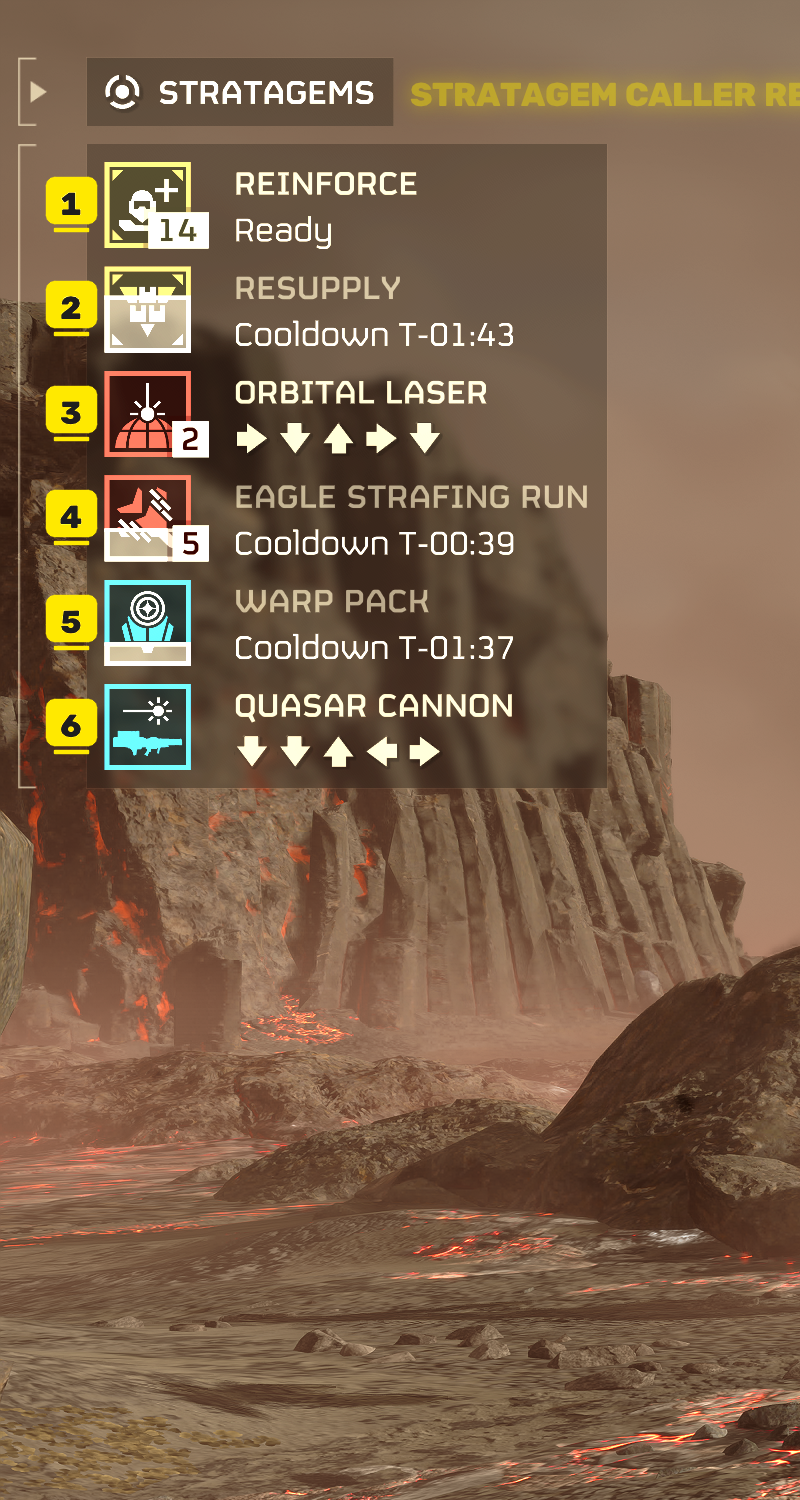 STRATAGEMS
STRATAGEM CALLER RE
1
14
REINFORCE
Ready
2
RESUPPLY
Cooldown T-01:43
3
2
ORBITAL LASER
4
5
EAGLE STRAFING RUN
Cooldown T-00:39
5
WARP PACK
Cooldown T-01:37
6
QUASAR CANNON